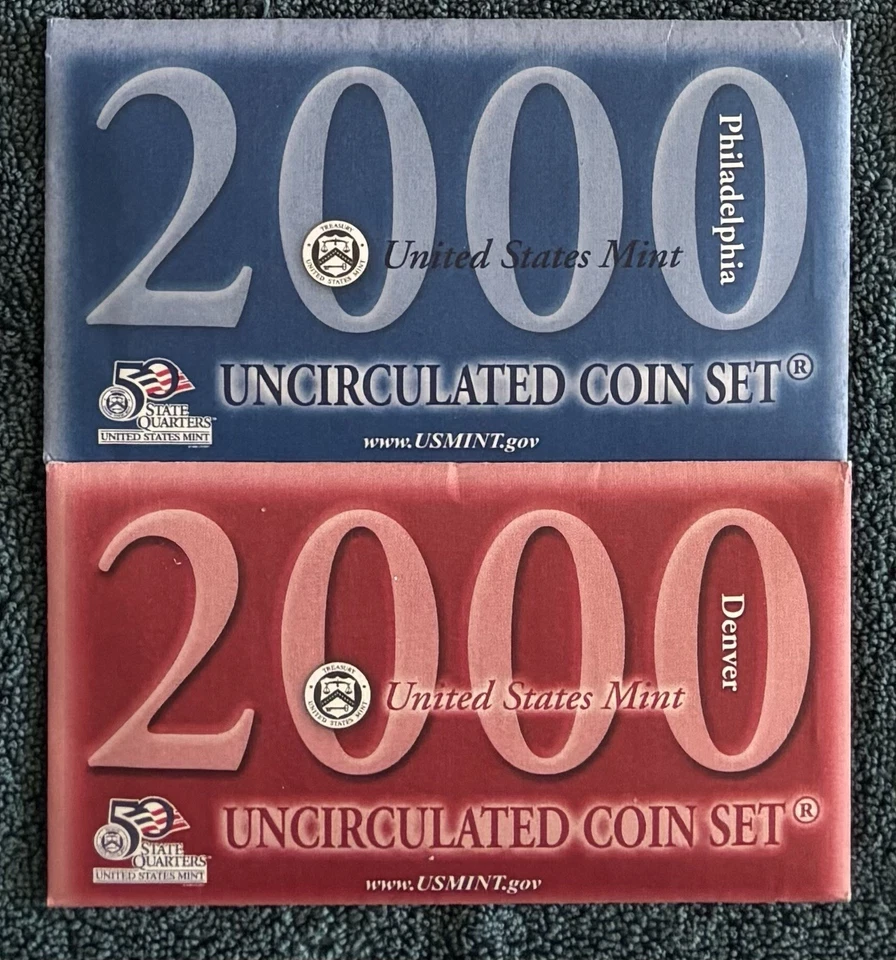 2000
Philadelphia
TREASURY
UNITED STATES MINT
United States Mint
50
STATE
QUARTERS™
UNITED STATES MINT
UNCIRCULATED COIN SET®
www.USMINT.gov
2000
Denver
TREASURY
UNITED STATES MINT
United States Mint
50
STATE
QUARTERS™
UNITED STATES MINT
UNCIRCULATED COIN SET®
www.USMINT.gov